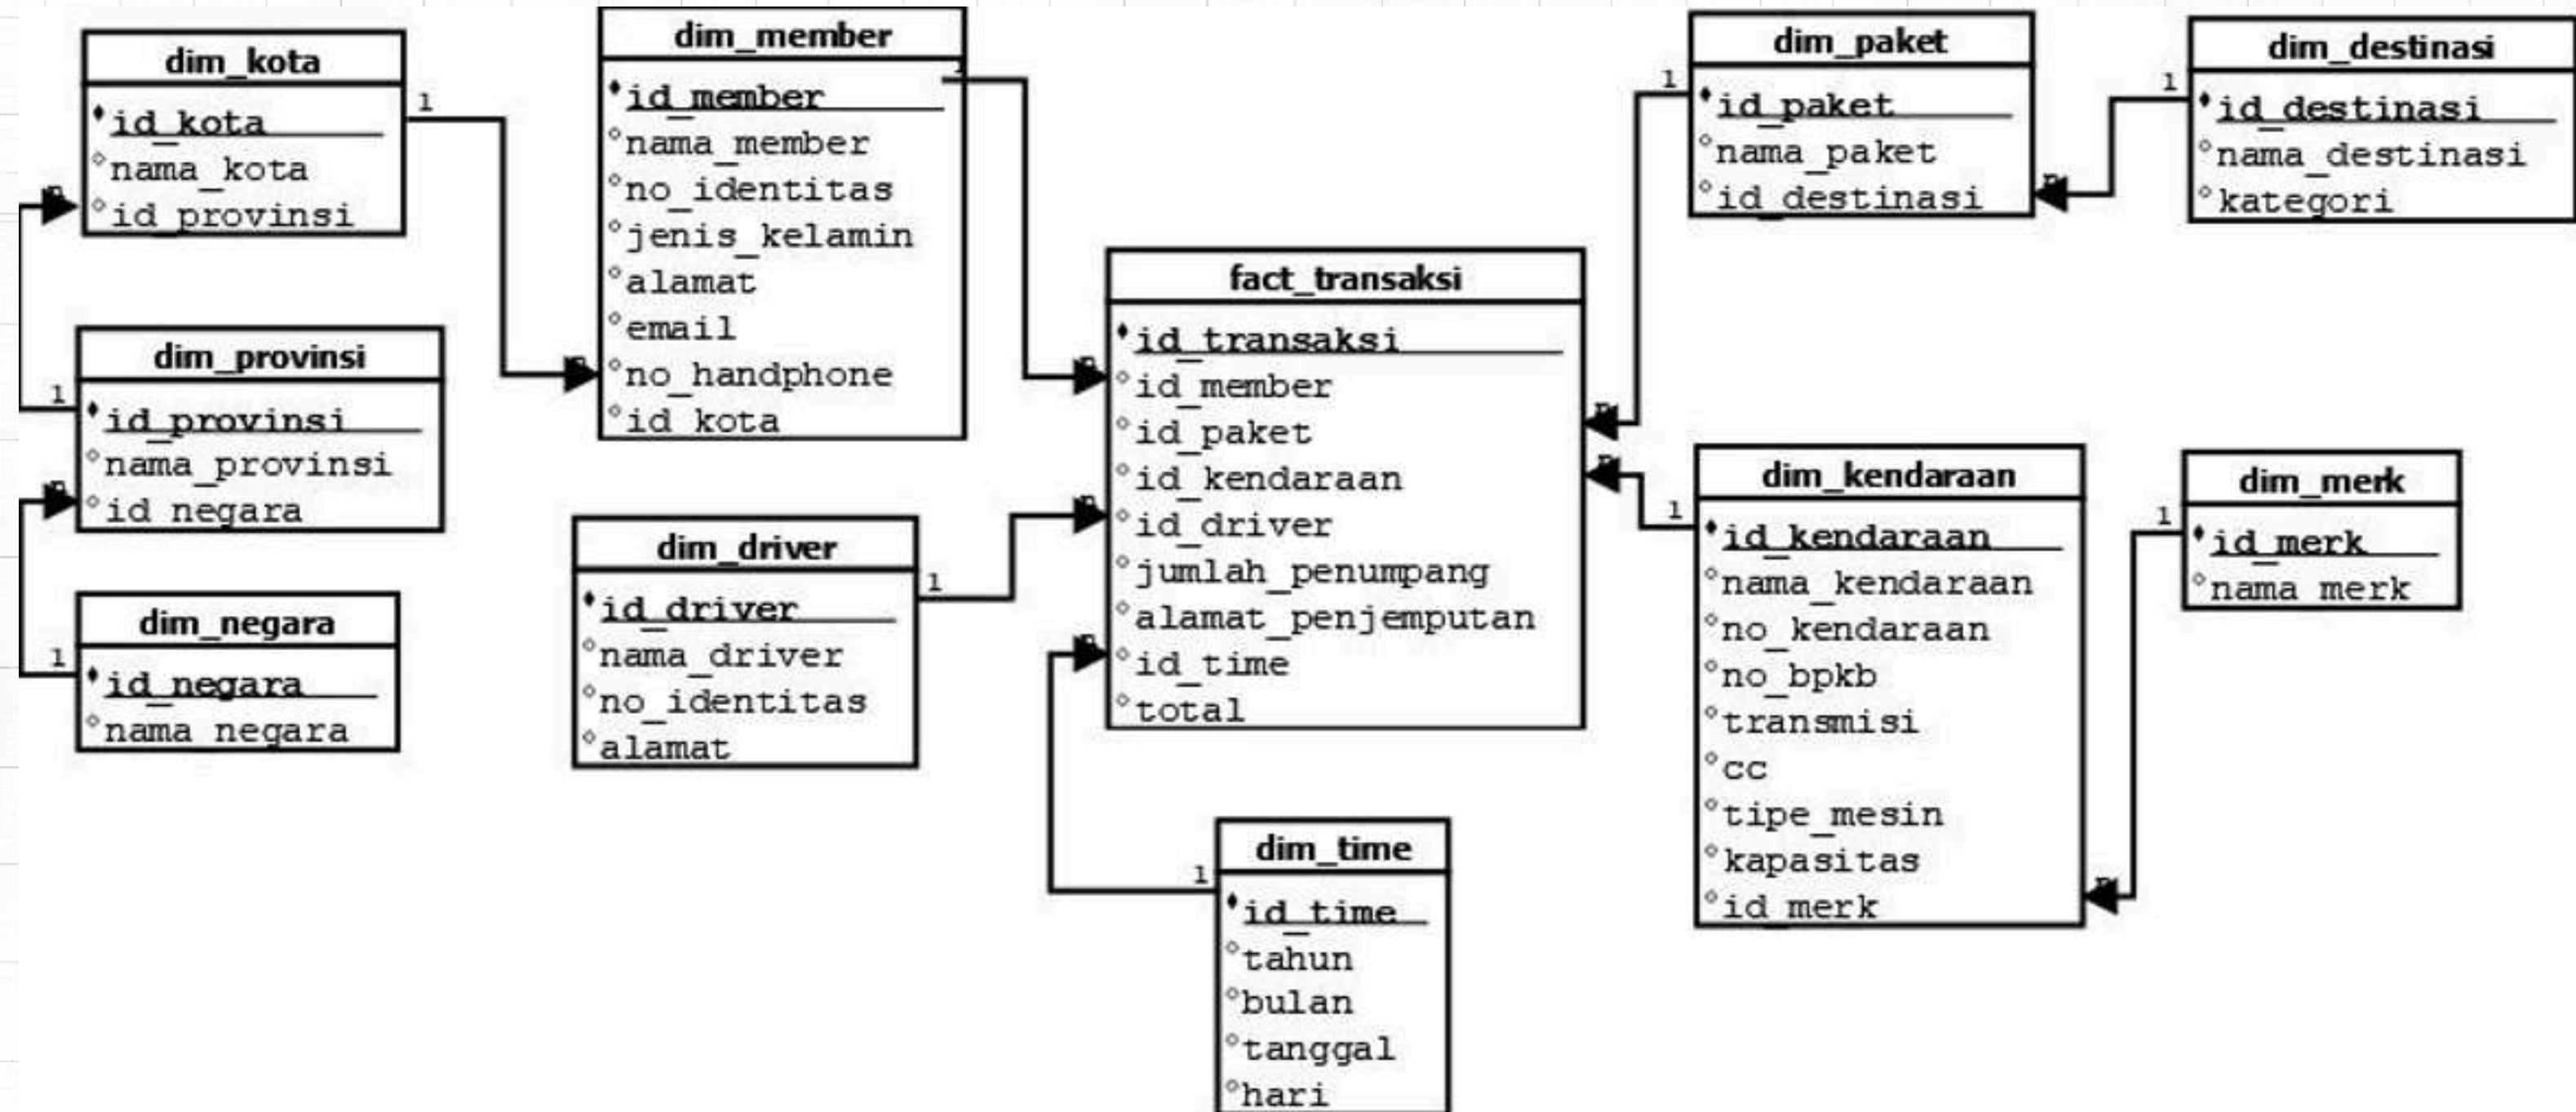 dim_kota
id_kota
nama_kota
id_provinsi
1
n
dim_provinsi
id_provinsi
nama_provinsi
id_negara
1
n
dim_negara
id_negara
nama_negara
1
dim_member
id_member
nama_member
no_identitas
jenis_kelamin
alamat
email
no_handphone
id_kota
1
n
dim_driver
id_driver
nama_driver
no_identitas
alamat
1
fact_transaksi
id_transaksi
id_member
id_paket
id_kendaraan
id_driver
jumlah_penumpang
alamat_penjemputan
id_time
total
n
n
n
n
n
dim_time
id_time
tahun
bulan
tanggal
hari
1
dim_paket
id_paket
nama_paket
id_destinasi
1
n
dim_destinasi
id_destinasi
nama_destinasi
kategori
1
dim_kendaraan
id_kendaraan
nama_kendaraan
no_kendaraan
no_bpkb
transmisi
cc
tipe_mesin
kapasitas
id_merk
1
n
dim_merk
id_merk
nama_merk
1